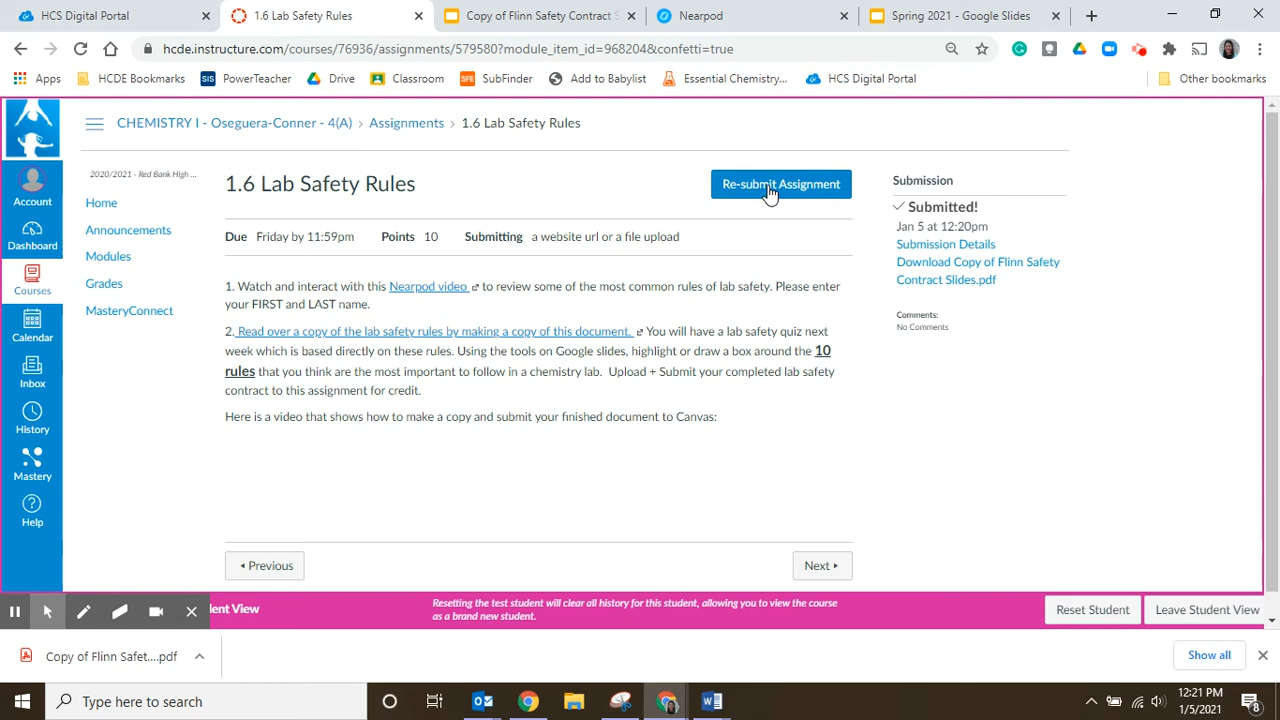 HCS Digital Portal
1.6 Lab Safety Rules
Copy of Flinn Safety Contract S
Nearpod
Spring 2021 - Google Slides
hcde.instructure.com/courses/76936/assignments/579580?module_item_id=968204&confetti=true
Apps
HCDE Bookmarks
SIS
PowerTeacher
Drive
Classroom
SFE
SubFinder
Add to Babylist
Essential Chemistry...
HCS Digital Portal
Other bookmarks
CHEMISTRY I - Oseguera-Conner - 4(A) > Assignments > 1.6 Lab Safety Rules
2020/2021 - Red Bank High ...
Home
Announcements
Modules
Grades
MasteryConnect
Account
Dashboard
Courses
Calendar
Inbox
History
Mastery
Help
1.6 Lab Safety Rules
Re-submit Assignment
Due Friday by 11:59pm Points 10 Submitting a website url or a file upload
1. Watch and interact with this Nearpod video to review some of the most common rules of lab safety. Please enter
your FIRST and LAST name.
2. Read over a copy of the lab safety rules by making a copy of this document. You will have a lab safety quiz next
week which is based directly on these rules. Using the tools on Google slides, highlight or draw a box around the 10
rules that you think are the most important to follow in a chemistry lab. Upload + Submit your completed lab safety
contract to this assignment for credit.
Here is a video that shows how to make a copy and submit your finished document to Canvas:
Previous
Next
Submission
Submitted!
Jan 5 at 12:20pm
Submission Details
Download Copy of Flinn Safety
Contract Slides.pdf
Comments:
No Comments
dent View
Resetting the test student will clear all history for this student, allowing you to view the course
as a brand new student.
Reset Student
Leave Student View
Copy of Flinn Safet....pdf
Show all
Type here to search
12:21 PM
1/5/2021
8